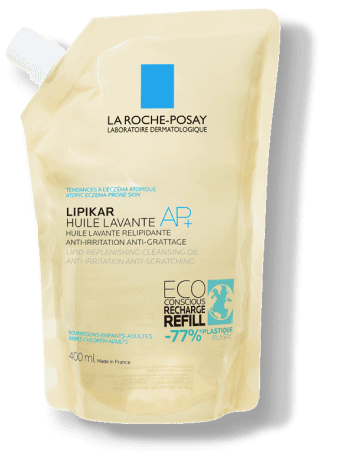 LA ROCHE-POSAY
LABORATOIRE DERMATOLOGIQUE
TENDANCES À L'ECZÉMA ATOPIQUE
ATOPIC ECZEMA-PRONE SKIN
LIPIKAR
HUILE LAVANTE AP+
HUILE LAVANTE RELIPIDANTE
ANTI-IRRITATION ANTI-GRATTAGE
LIPID-REPLENISHING CLEANSING OIL
ANTI-IRRITATION ANTI-SCRATCHING
ECO
CONSCIOUS
RECHARGE
REFILL
-77%* PLASTIQUE
PLASTIC
NOURRISSONS-ENFANTS-ADULTES
BABIES-CHILDREN-ADULTS
400 ml Made in France